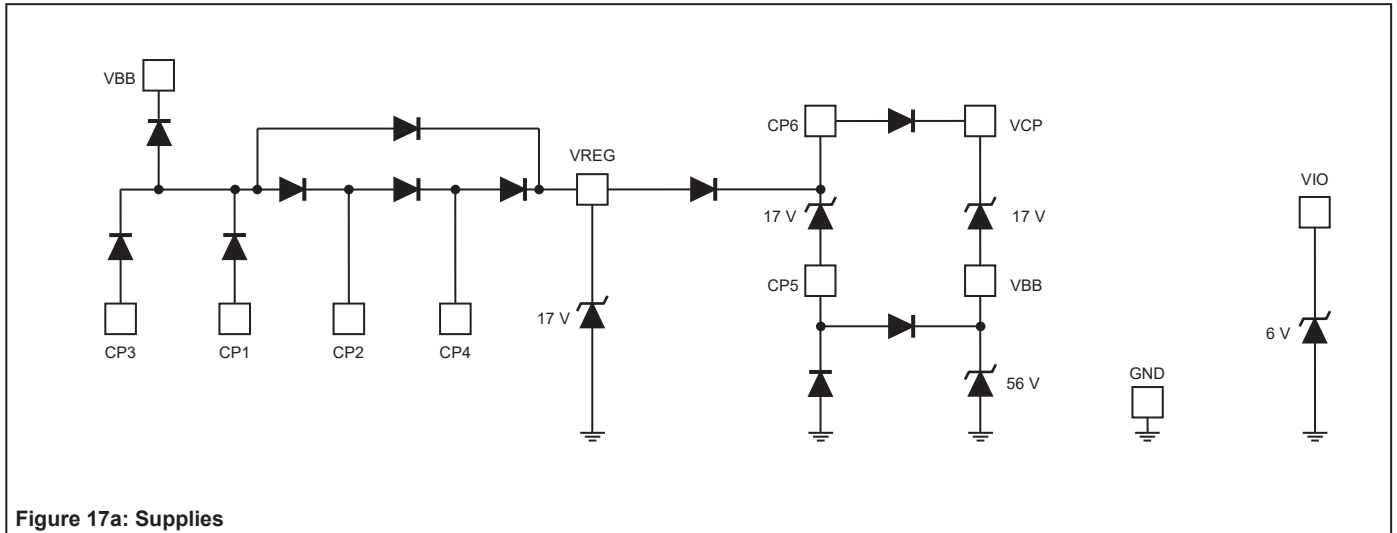 VBB
CP6
VCP
VREG
VIO
17 V
17 V
CP5
VBB
17 V
6 V
CP3
CP1
CP2
CP4
GND
56 V
Figure 17a: Supplies